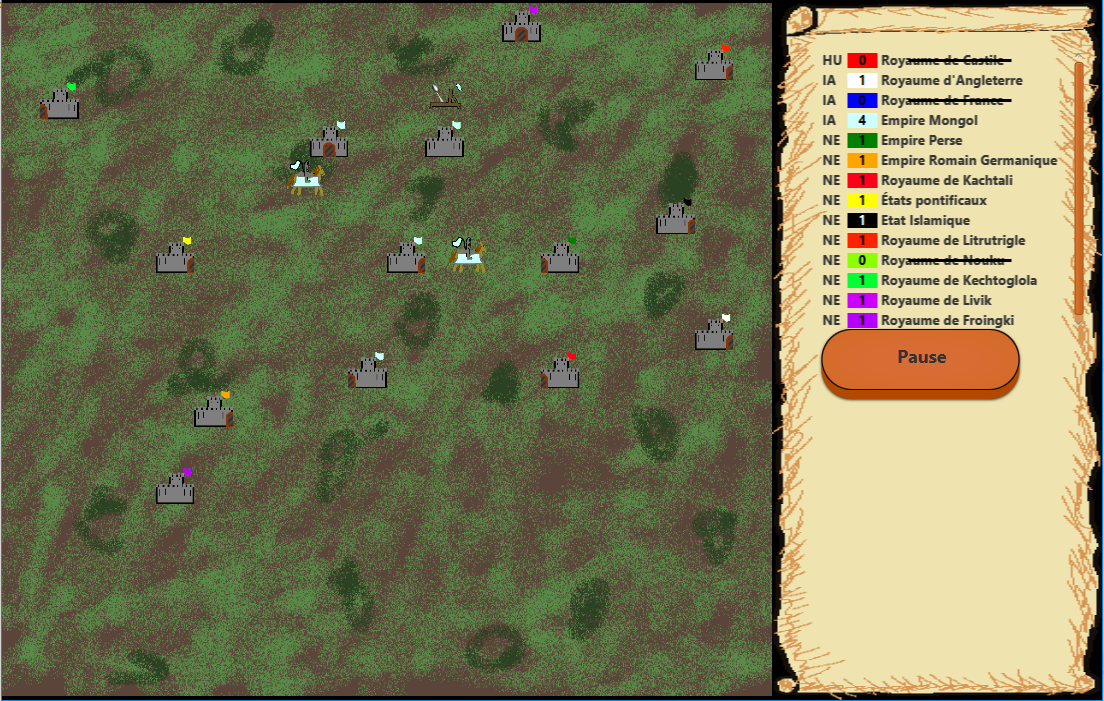 HU 0 Royaume de Castile
IA 1 Royaume d'Angleterre
IA 0 Royaume de France
IA 4 Empire Mongol
NE 1 Empire Perse
NE 1 Empire Romain Germanique
NE 1 Royaume de Kachtali
NE 1 États pontificaux
NE 1 Etat Islamique
NE 1 Royaume de Litrutrigle
NE 0 Royaume de Nouku
NE 1 Royaume de Kechtoglola
NE 1 Royaume de Livik
NE 1 Royaume de Froingki
Pause